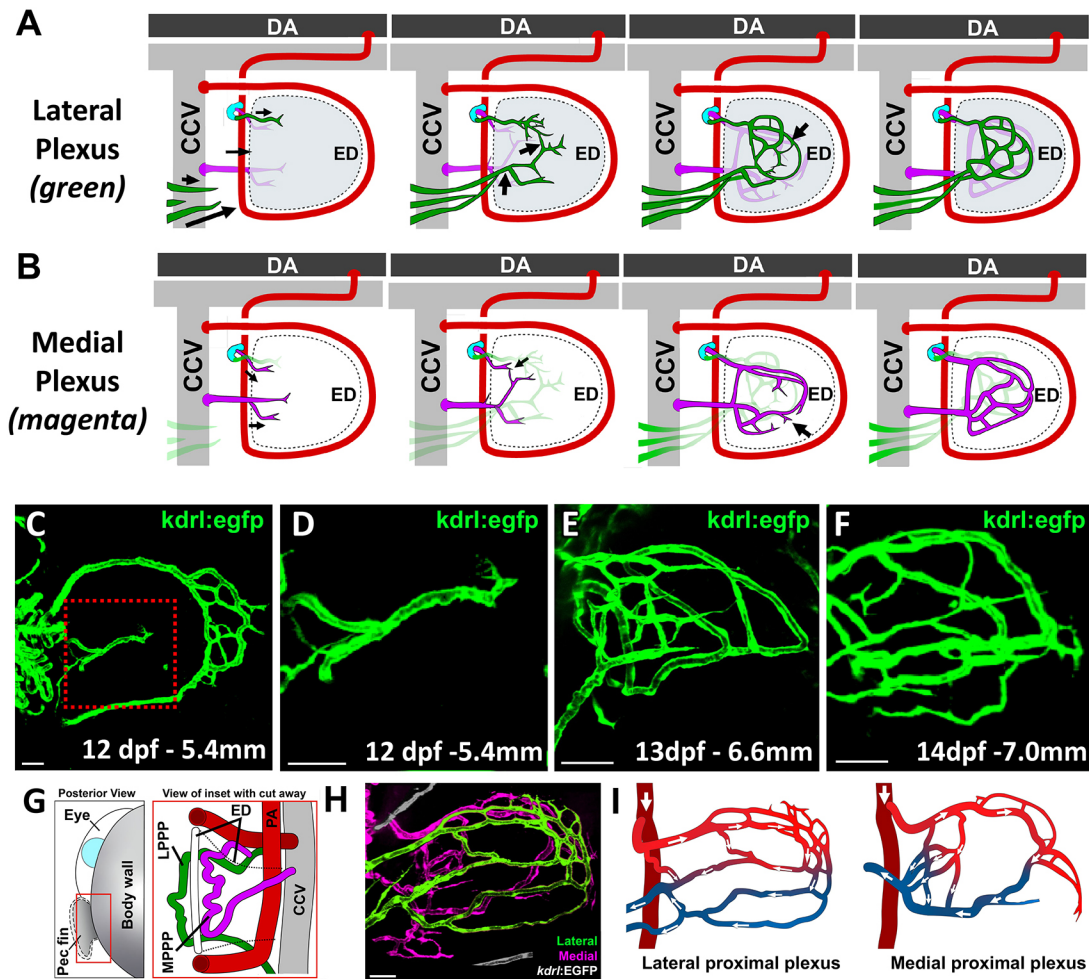 A
DA
DA
DA
DA
Lateral
Plexus
(green)
CCV
ED
CCV
ED
CCV
ED
CCV
ED
B
DA
DA
DA
DA
Medial
Plexus
(magenta)
CCV
ED
CCV
ED
CCV
ED
CCV
ED
C
kdrl:egfp
12 dpf - 5.4mm
D
kdrl:egfp
12 dpf -5.4mm
E
kdrl:egfp
13dpf - 6.6mm
F
kdrl:egfp
14dpf -7.0mm
G
Posterior View
Eye
Body wall
Pec fin
View of inset with cut away
ED
PA
LPPP
MPPP
CCV
H
Lateral
Medial
kdrl:EGFP
I
Lateral proximal plexus
Medial proximal plexus